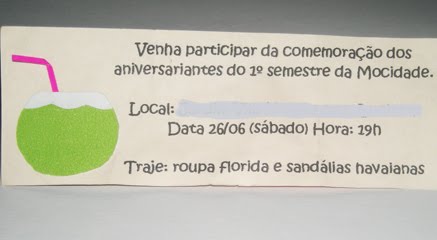 Venha participar da comemoração dos
aniversariantes do 1º semestre da Mocidade.
Local:
Data 26/06 (sábado) Hora: 19h
Traje: roupa florida e sandálias havaianas